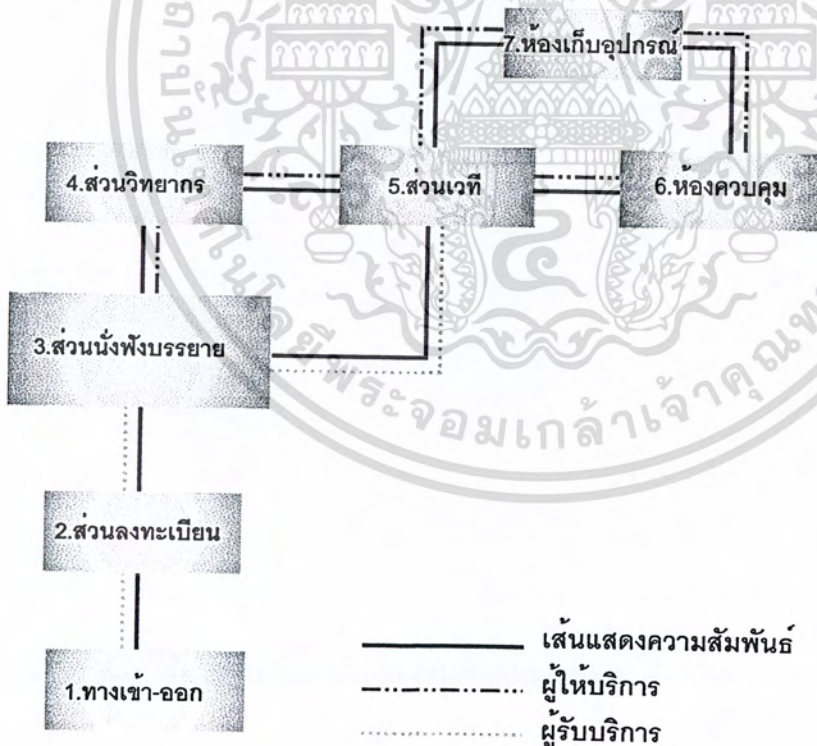 7.ห้องเก็บอุปกรณ์
4.ส่วนวิทยากร
5.ส่วนเวที
6.ห้องควบคุม
3.ส่วนนั่งฟังบรรยาย
2.ส่วนลงทะเบียน
1.ทางเข้า-ออก
เส้นแสดงความสัมพันธ์
ผู้ให้บริการ
ผู้รับบริการ